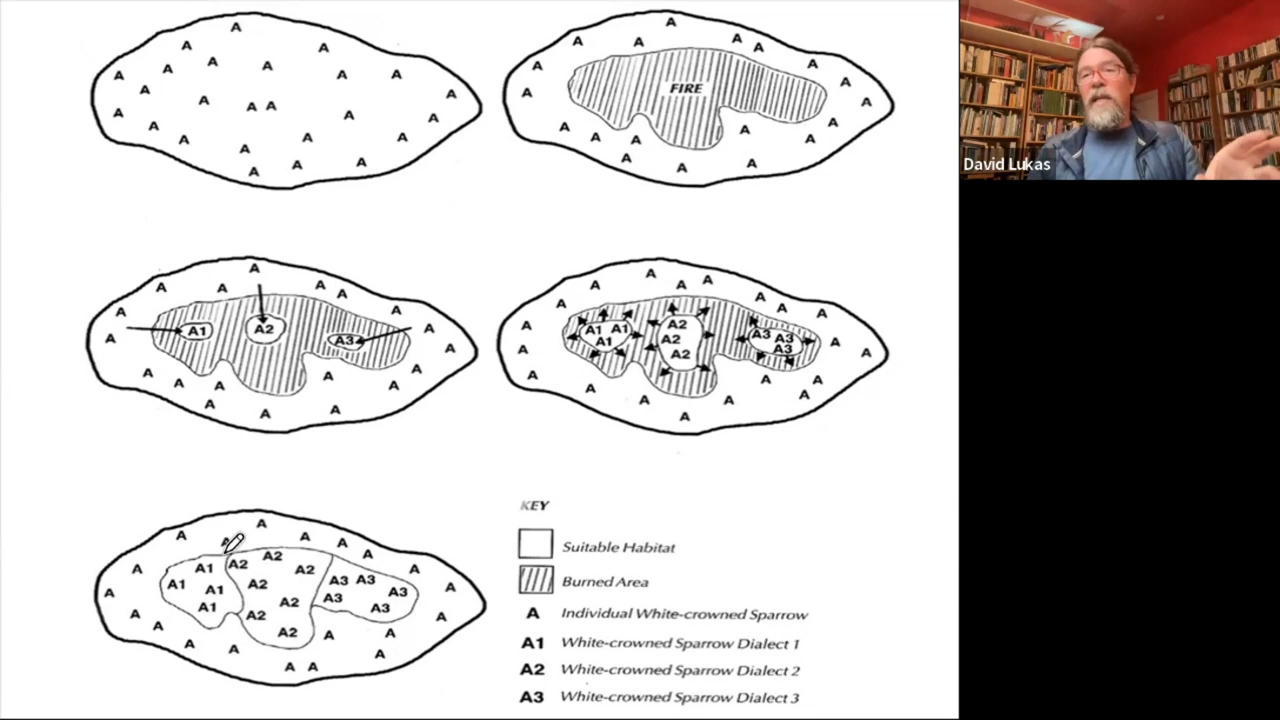 David Lukas
A
A A
A A A
A A A
A A
A A A
A A A A
A A A
A A A
A A A
A
A
A A A A
A A
A
FIRE
A A
A A A
A A A A
A A A
A
A A A A
A A
A1 A2 A3 A
A A
A A A
A A A
A A A
A
A A A
A A A
A A
A1 A1 A2 A3 A3
A1 A2 A3 A
A A2 A
A A A
A A
A A
A
A
A A A
A A2 A
A A1 A2 A2 A
A1 A2 A3 A3
A A1 A3 A3 A
A1 A2 A3
A A2 A
A A2 A A
A A A
A A
KEY
Suitable Habitat
Burned Area
A Individual White-crowned Sparrow
A1 White-crowned Sparrow Dialect 1
A2 White-crowned Sparrow Dialect 2
A3 White-crowned Sparrow Dialect 3